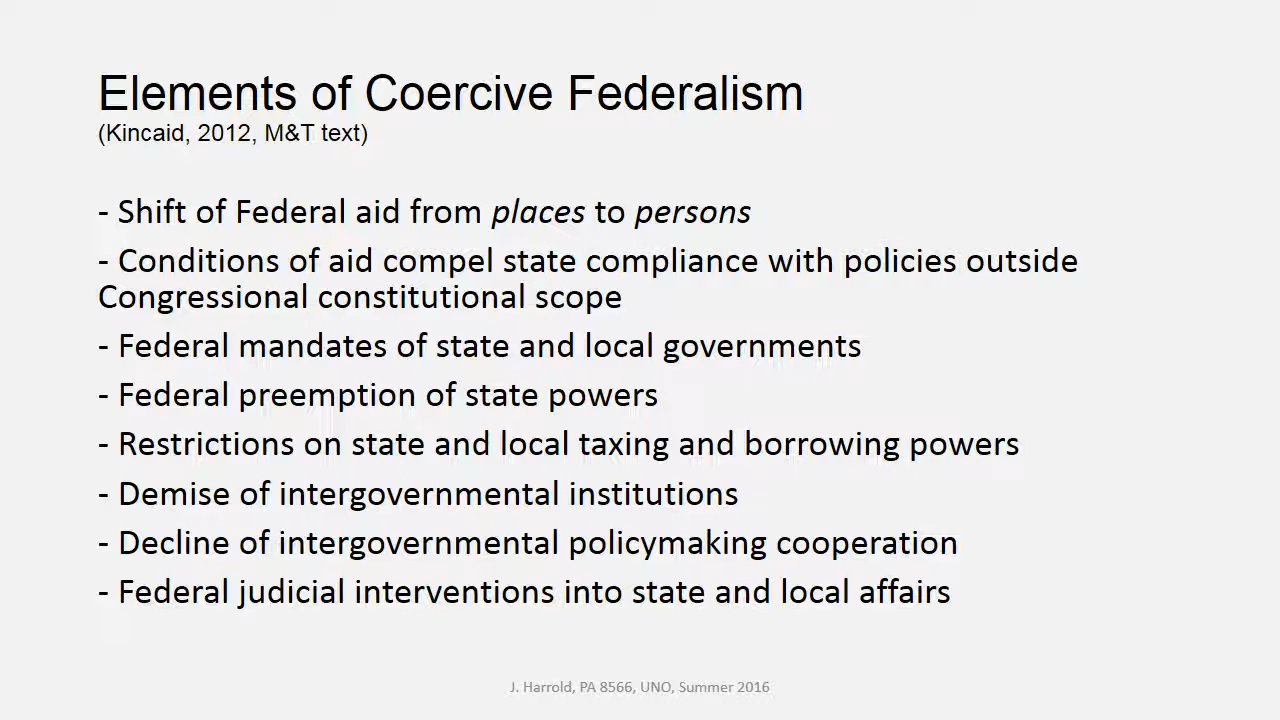 Elements of Coercive Federalism
(Kincaid, 2012, M&T text)
- Shift of Federal aid from places to persons
- Conditions of aid compel state compliance with policies outside
Congressional constitutional scope
- Federal mandates of state and local governments
- Federal preemption of state powers
- Restrictions on state and local taxing and borrowing powers
- Demise of intergovernmental institutions
- Decline of intergovernmental policymaking cooperation
- Federal judicial interventions into state and local affairs
J. Harrold, PA 8566, UNO, Summer 2016